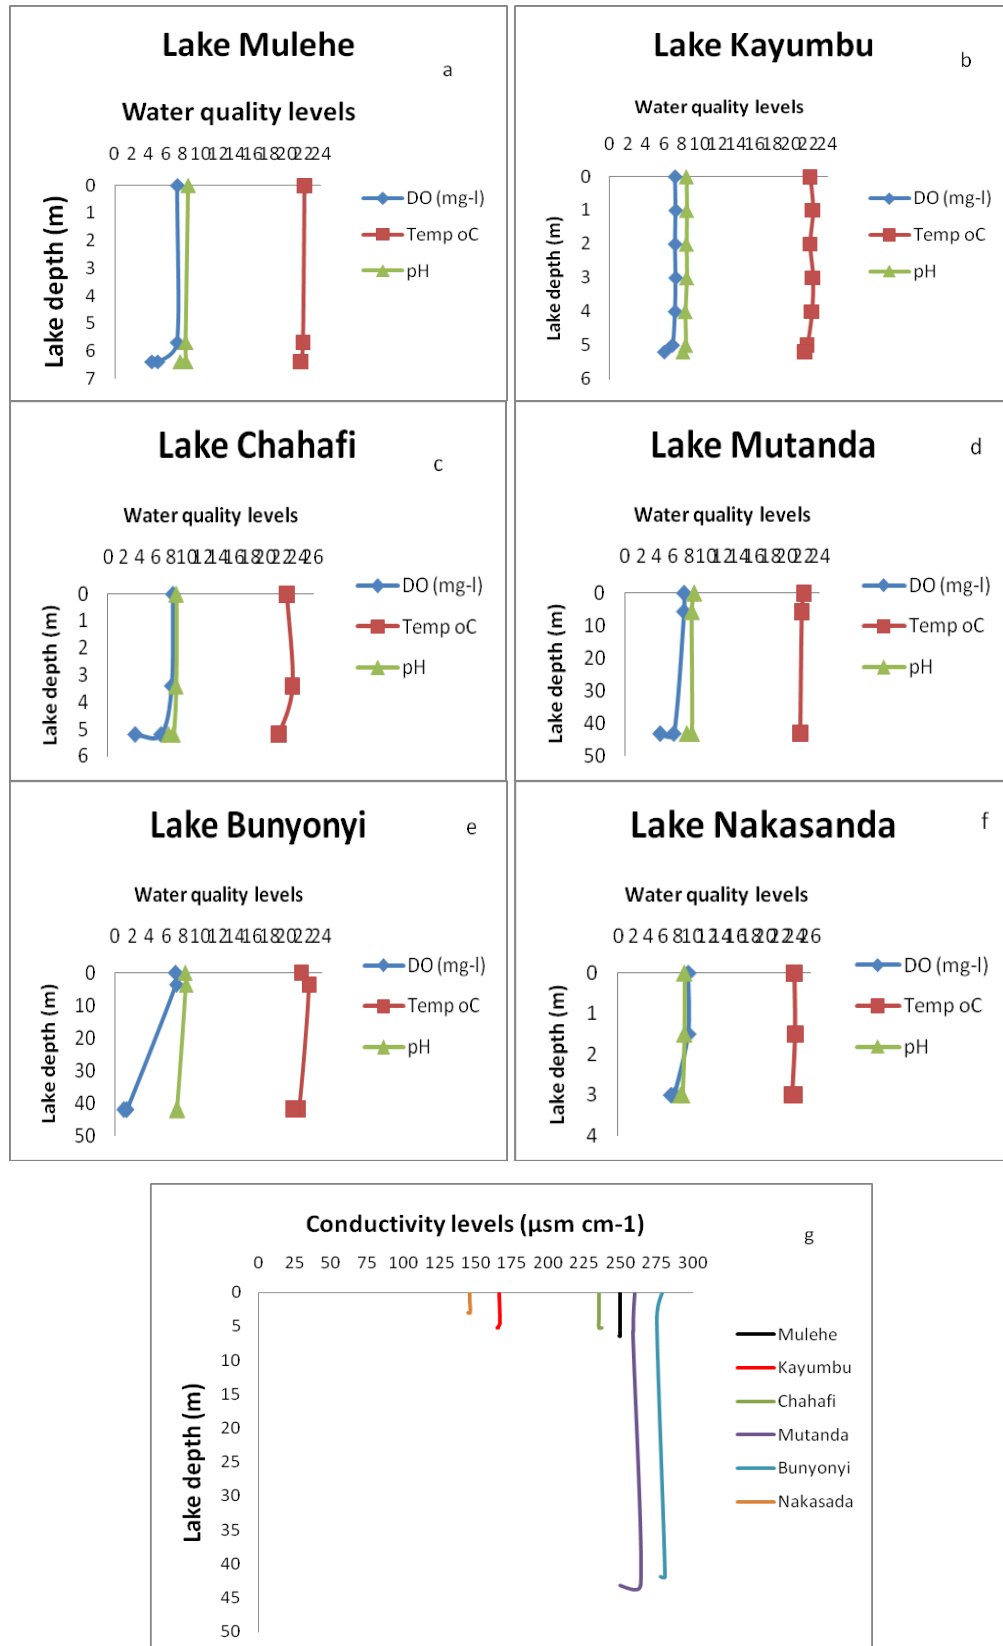 Lake Mulehe
a
Water quality levels
0 2 4 6 8 10 12 14 16 18 20 22 24
0
1
2
3
4
5
6
7
Lake depth (m)
DO (mg-l)
Temp oC
pH
Lake Kayumbu
b
Water quality levels
0 2 4 6 8 10 12 14 16 18 20 22 24
0
1
2
3
4
5
6
Lake depth (m)
DO (mg-l)
Temp oC
pH
Lake Chahafi
c
Water quality levels
0 2 4 6 8 10 12 14 16 18 20 22 24 26
0
1
2
3
4
5
6
Lake depth (m)
DO (mg-l)
Temp oC
pH
Lake Mutanda
d
Water quality levels
0 2 4 6 8 10 12 14 16 18 20 22 24
0
10
20
30
40
50
Lake depth (m)
DO (mg-l)
Temp oC
pH
Lake Bunyonyi
e
Water quality levels
0 2 4 6 8 10 12 14 16 18 20 22 24
0
10
20
30
40
50
Lake depth (m)
DO (mg-l)
Temp oC
pH
Lake Nakasanda
f
Water quality levels
0 2 4 6 8 10 12 14 16 18 20 22 24 26
0
1
2
3
4
Lake depth (m)
DO (mg-l)
Temp oC
pH
Conductivity levels (µsm cm-1)
g
0 25 50 75 100 125 150 175 200 225 250 275 300
0
5
10
15
20
25
30
35
40
45
50
Lake depth (m)
Mulehe
Kayumbu
Chahafi
Mutanda
Bunyonyi
Nakasada